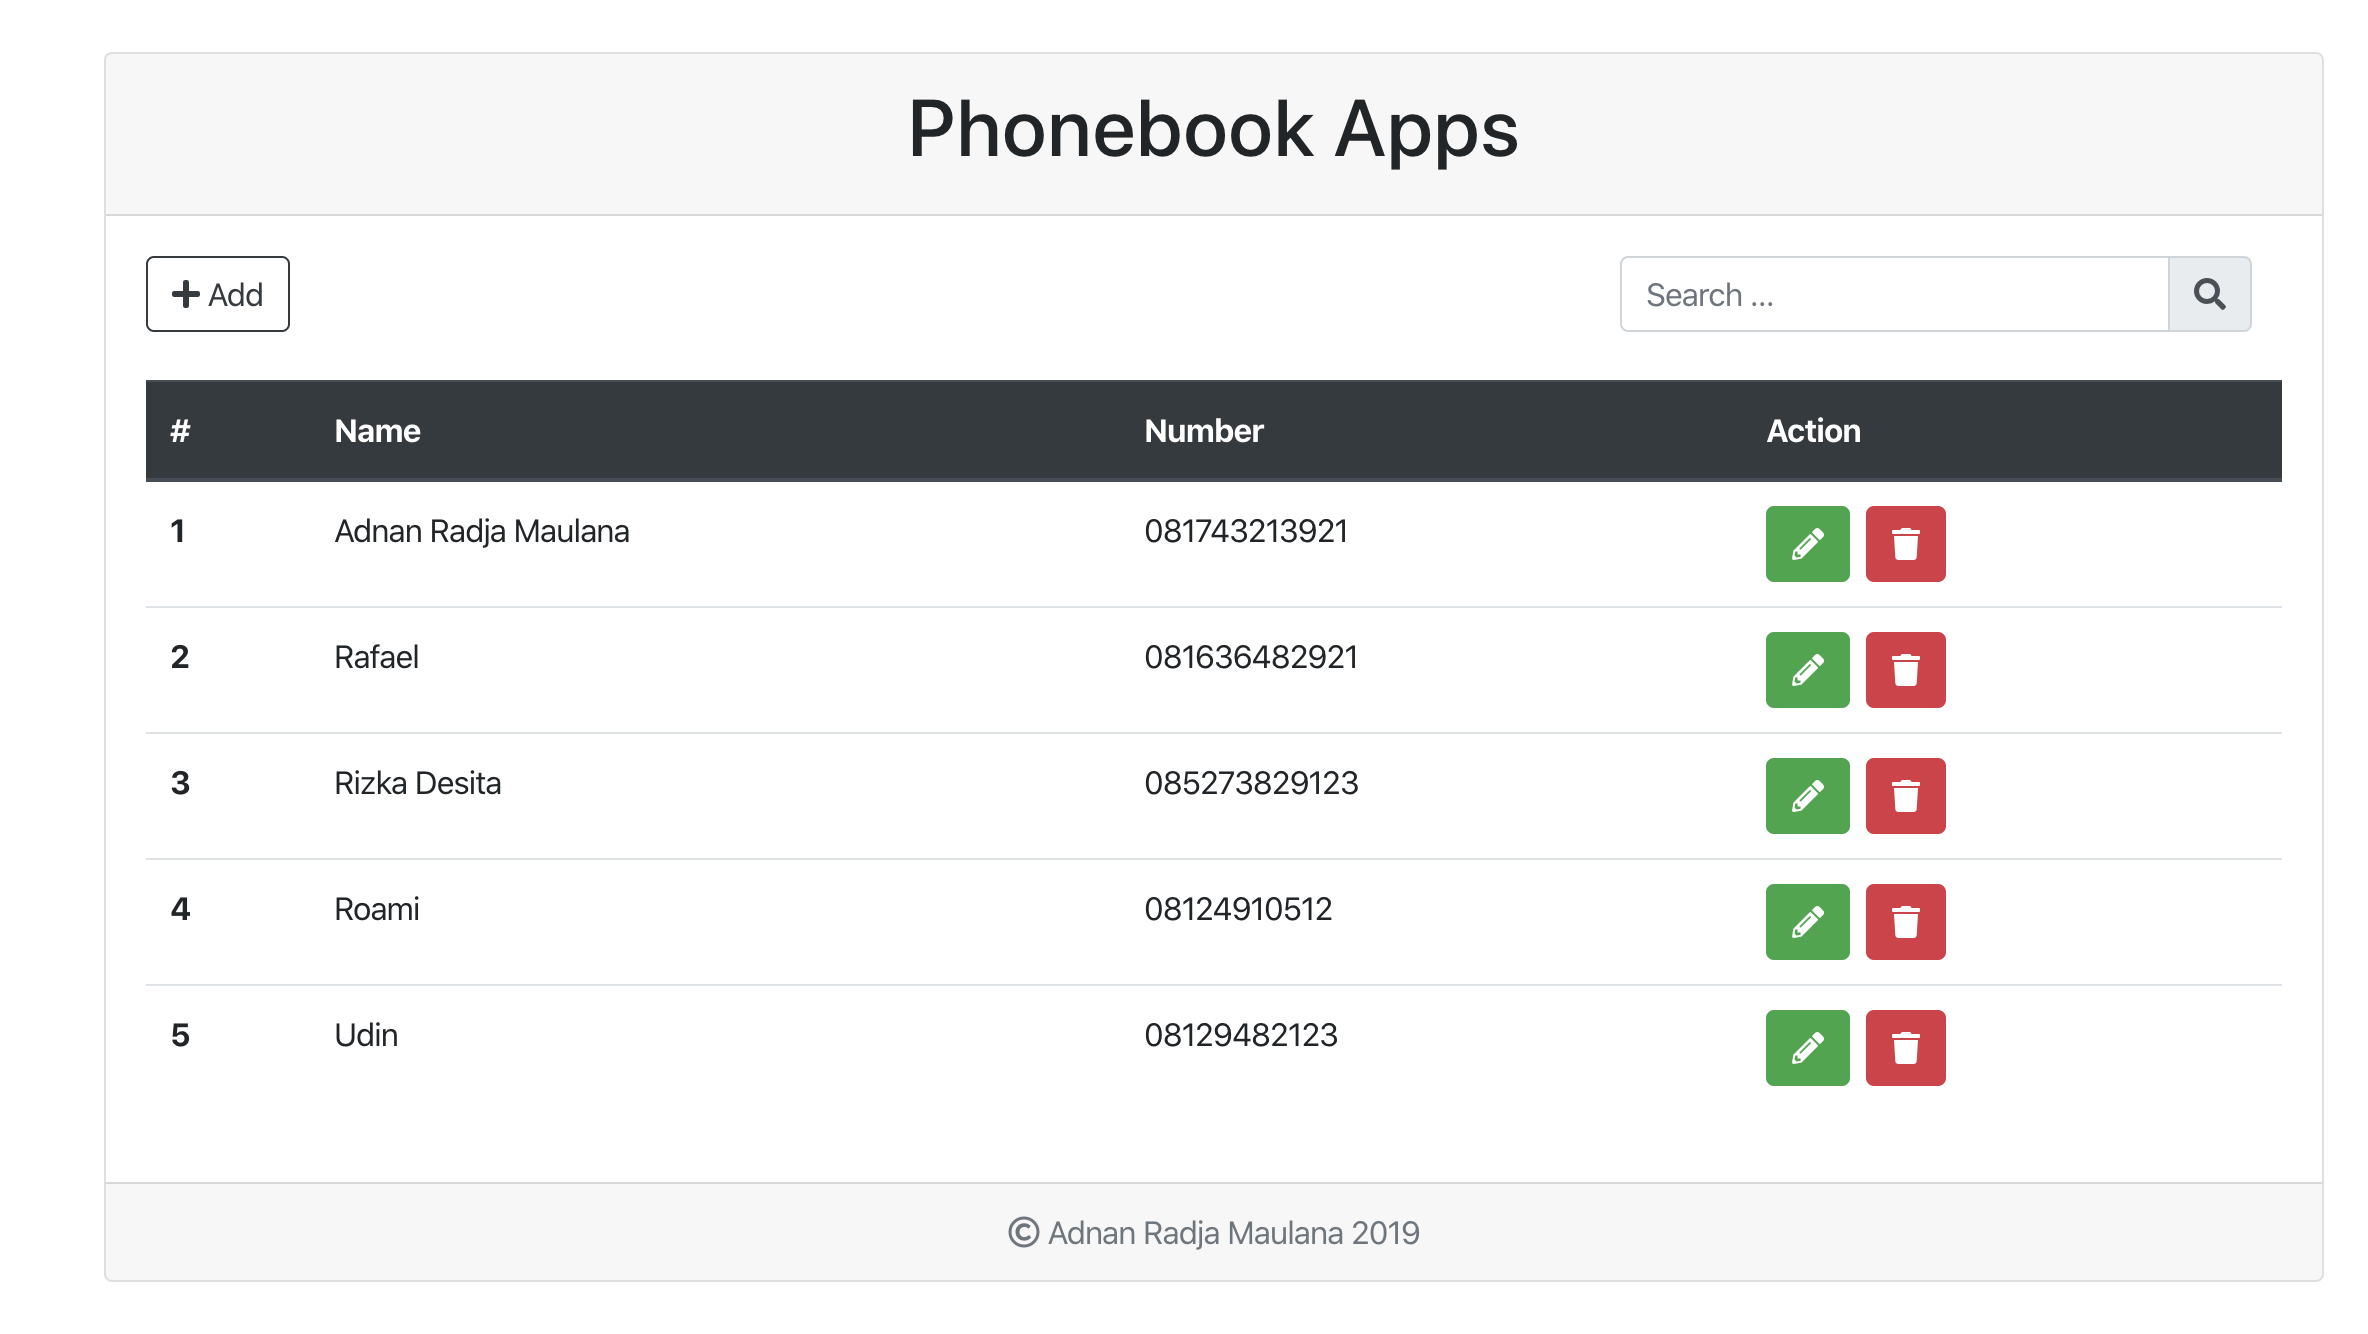 Phonebook Apps
Add
Search ...
# Name Number Action
1 Adnan Radja Maulana 081743213921
2 Rafael 081636482921
3 Rizka Desita 085273829123
4 Roami 08124910512
5 Udin 08129482123
© Adnan Radja Maulana 2019